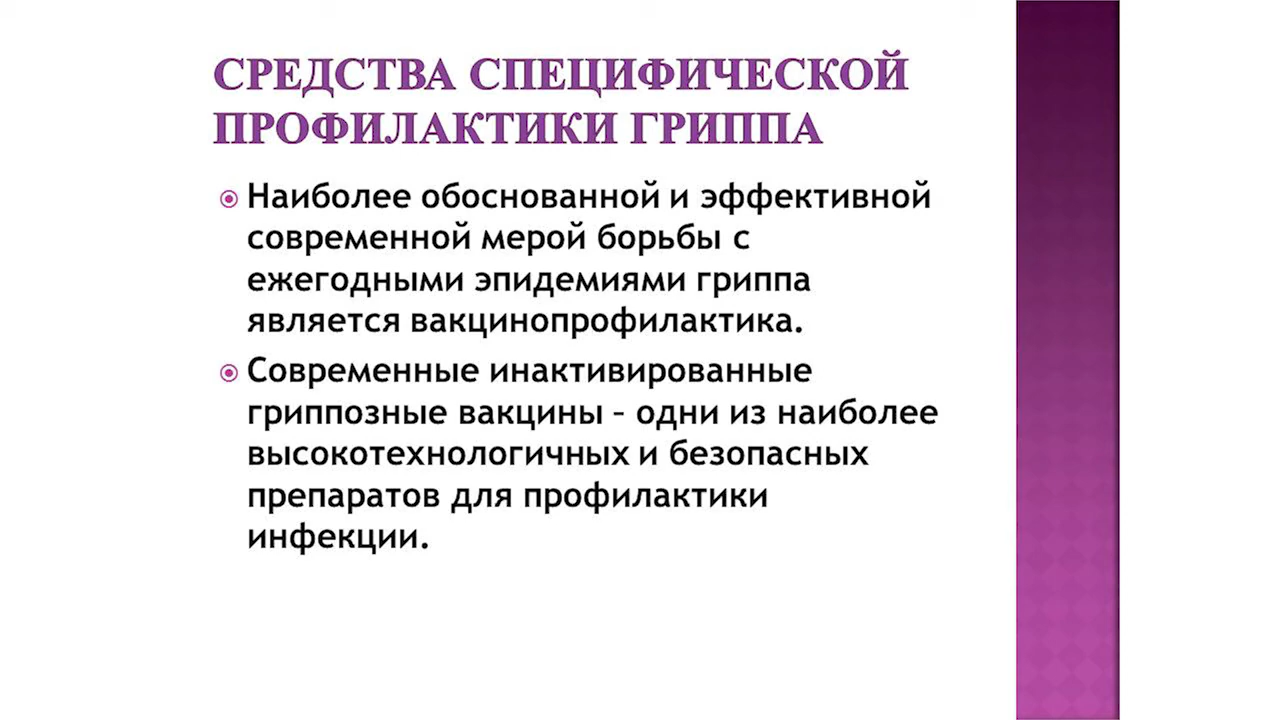 СРЕДСТВА СПЕЦИФИЧЕСКОЙ
ПРОФИЛАКТИКИ ГРИППА
Наиболее обоснованной и эффективной
современной мерой борьбы с
ежегодными эпидемиями гриппа
является вакцинопрофилактика.
Современные инактивированные
гриппозные вакцины – одни из наиболее
высокотехнологичных и безопасных
препаратов для профилактики
инфекции.